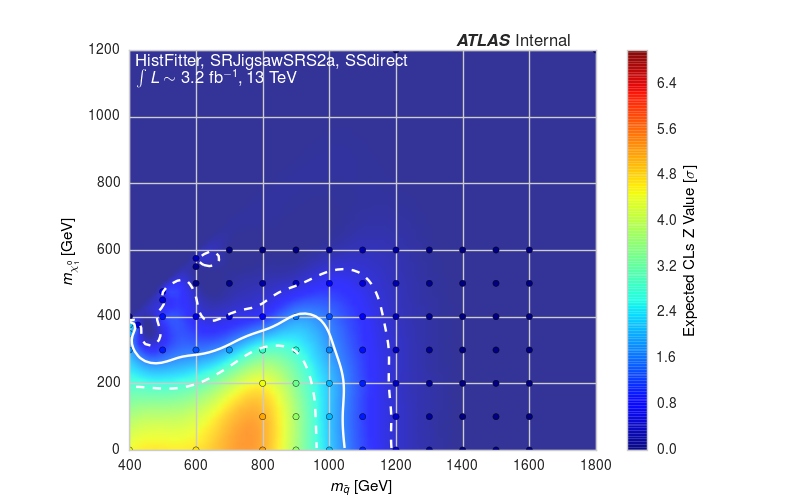 ATLAS Internal
HistFitter, SRJigsawSRS2a, SSdirect
∫ L ∼ 3.2 fb⁻¹, 13 TeV
1200
1000
800
600
400
200
0
m_χ̃₁⁰ [GeV]
400 600 800 1000 1200 1400 1600 1800
m_q̃ [GeV]
6.4
5.6
4.8
4.0
3.2
2.4
1.6
0.8
0.0
Expected CLs Z Value [σ]